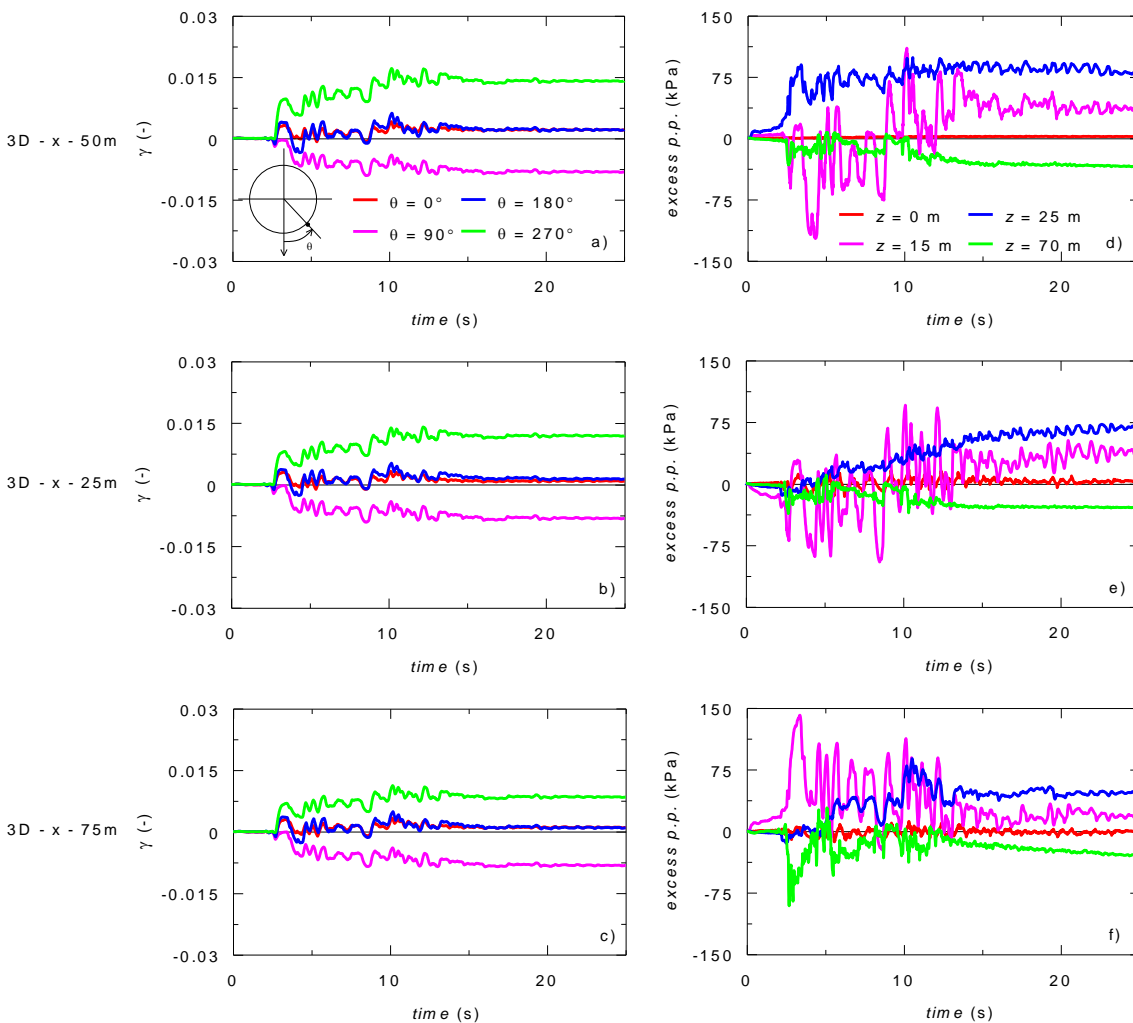 3D - x - 50m
γ (-)
0.03
0.015
0
-0.015
-0.03
θ
θ = 0° θ = 180°
θ = 90° θ = 270°
a)
0 10 20
time (s)
excess p.p. (kPa)
150
75
0
-75
-150
z = 0 m z = 25 m
z = 15 m z = 70 m
d)
0 10 20
time (s)
3D - x - 25m
γ (-)
0.03
0.015
0
-0.015
-0.03
b)
0 10 20
time (s)
excess p.p. (kPa)
150
75
0
-75
-150
e)
0 10 20
time (s)
3D - x - 75m
γ (-)
0.03
0.015
0
-0.015
-0.03
c)
0 10 20
time (s)
excess p.p. (kPa)
150
75
0
-75
-150
f)
0 10 20
time (s)